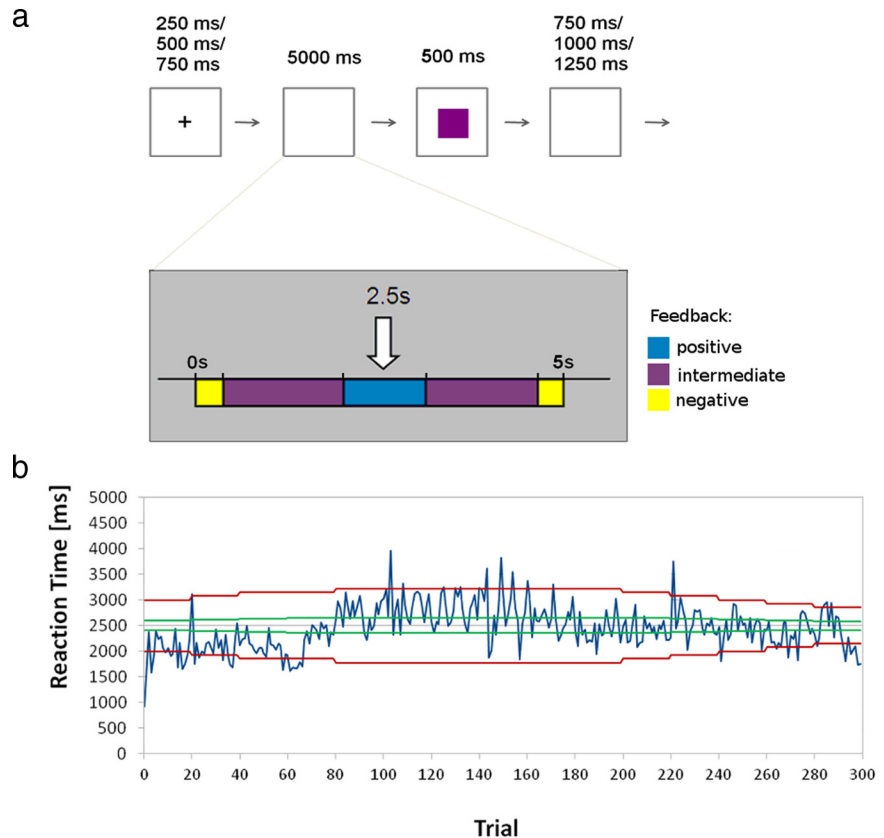 a
250 ms/
500 ms/
750 ms
5000 ms
500 ms
750 ms/
1000 ms/
1250 ms
+
2.5s
0s
5s
Feedback:
positive
intermediate
negative
b
Reaction Time [ms]
5000
4500
4000
3500
3000
2500
2000
1500
1000
500
0
0 20 40 60 80 100 120 140 160 180 200 220 240 260 280 300
Trial